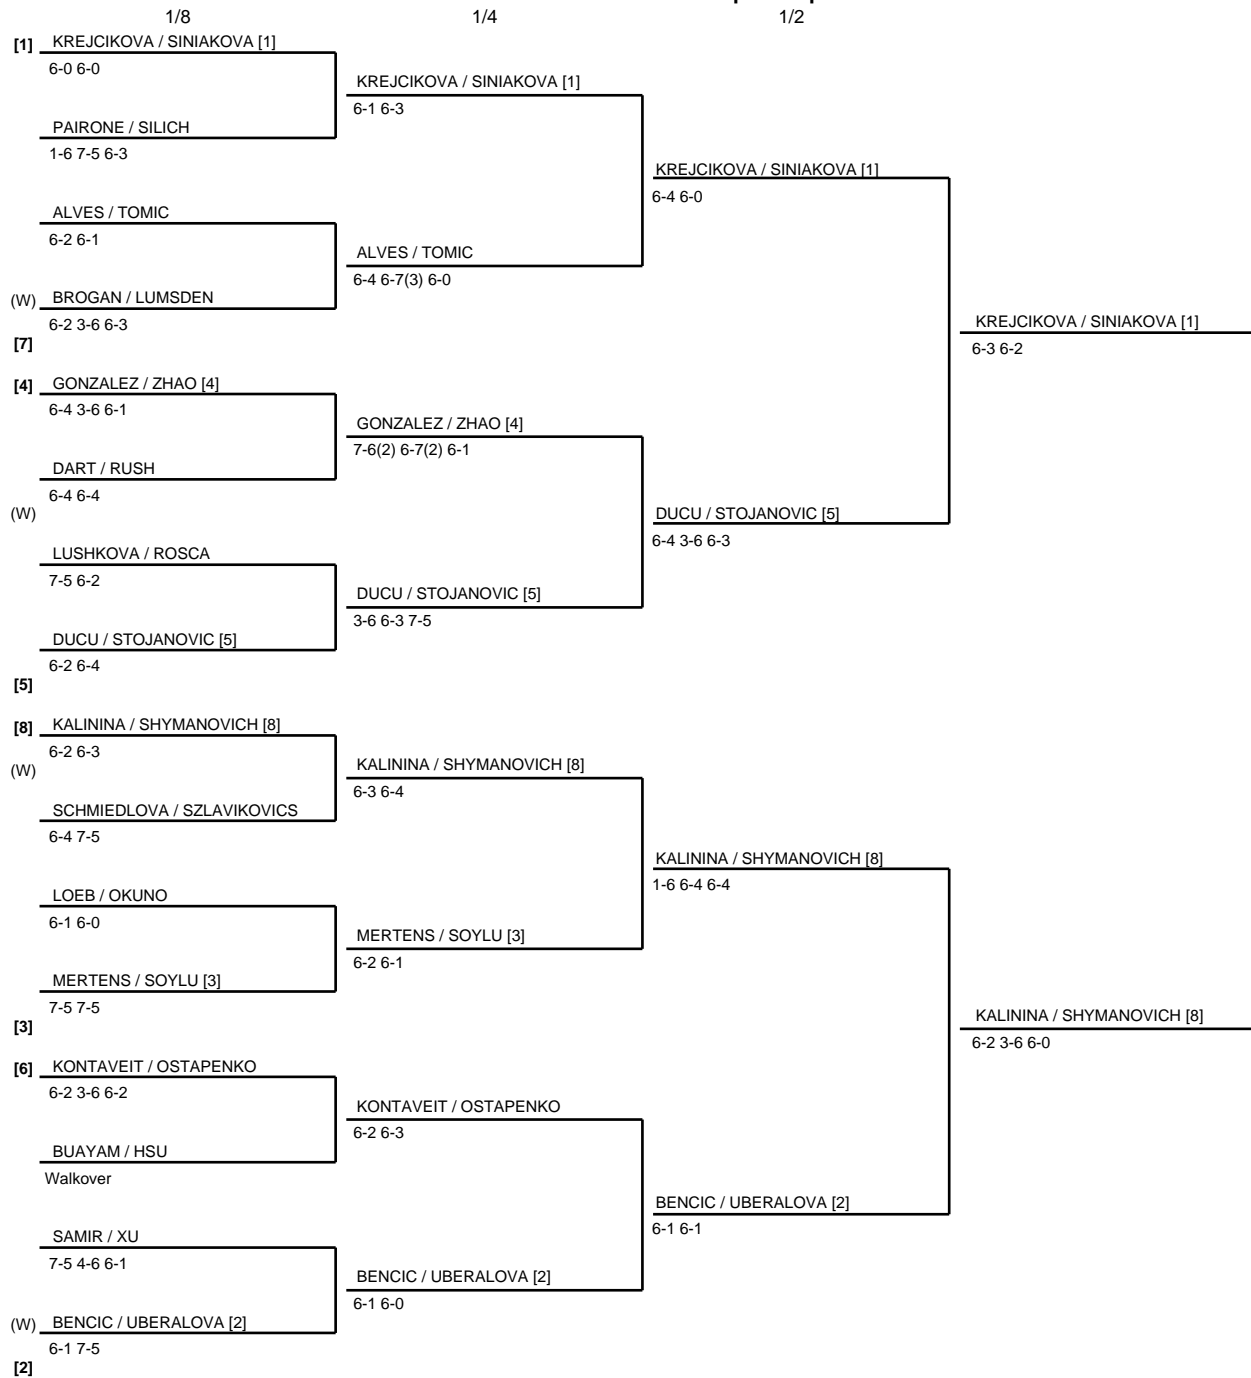 1/8 1/4 1/2
[1] KREJCIKOVA / SINIAKOVA [1]
6-0 6-0
KREJCIKOVA / SINIAKOVA [1]
6-1 6-3
PAIRONE / SILICH
1-6 7-5 6-3
KREJCIKOVA / SINIAKOVA [1]
6-4 6-0
ALVES / TOMIC
6-2 6-1
ALVES / TOMIC
6-4 6-7(3) 6-0
(W) BROGAN / LUMSDEN
6-2 3-6 6-3
KREJCIKOVA / SINIAKOVA [1]
6-3 6-2
[7]
[4] GONZALEZ / ZHAO [4]
6-4 3-6 6-1
GONZALEZ / ZHAO [4]
7-6(2) 6-7(2) 6-1
DART / RUSH
6-4 6-4
(W)
DUCU / STOJANOVIC [5]
6-4 3-6 6-3
LUSHKOVA / ROSCA
7-5 6-2
DUCU / STOJANOVIC [5]
3-6 6-3 7-5
DUCU / STOJANOVIC [5]
6-2 6-4
[5]
[8] KALININA / SHYMANOVICH [8]
6-2 6-3
(W)
KALININA / SHYMANOVICH [8]
6-3 6-4
SCHMIEDLOVA / SZLAVIKOVICS
6-4 7-5
KALININA / SHYMANOVICH [8]
1-6 6-4 6-4
LOEB / OKUNO
6-1 6-0
MERTENS / SOYLU [3]
6-2 6-1
MERTENS / SOYLU [3]
7-5 7-5
[3]
KALININA / SHYMANOVICH [8]
6-2 3-6 6-0
[6] KONTAVEIT / OSTAPENKO
6-2 3-6 6-2
KONTAVEIT / OSTAPENKO
6-2 6-3
BUAYAM / HSU
Walkover
BENCIC / UBERALOVA [2]
6-1 6-1
SAMIR / XU
7-5 4-6 6-1
BENCIC / UBERALOVA [2]
6-1 6-0
(W) BENCIC / UBERALOVA [2]
6-1 7-5
[2]